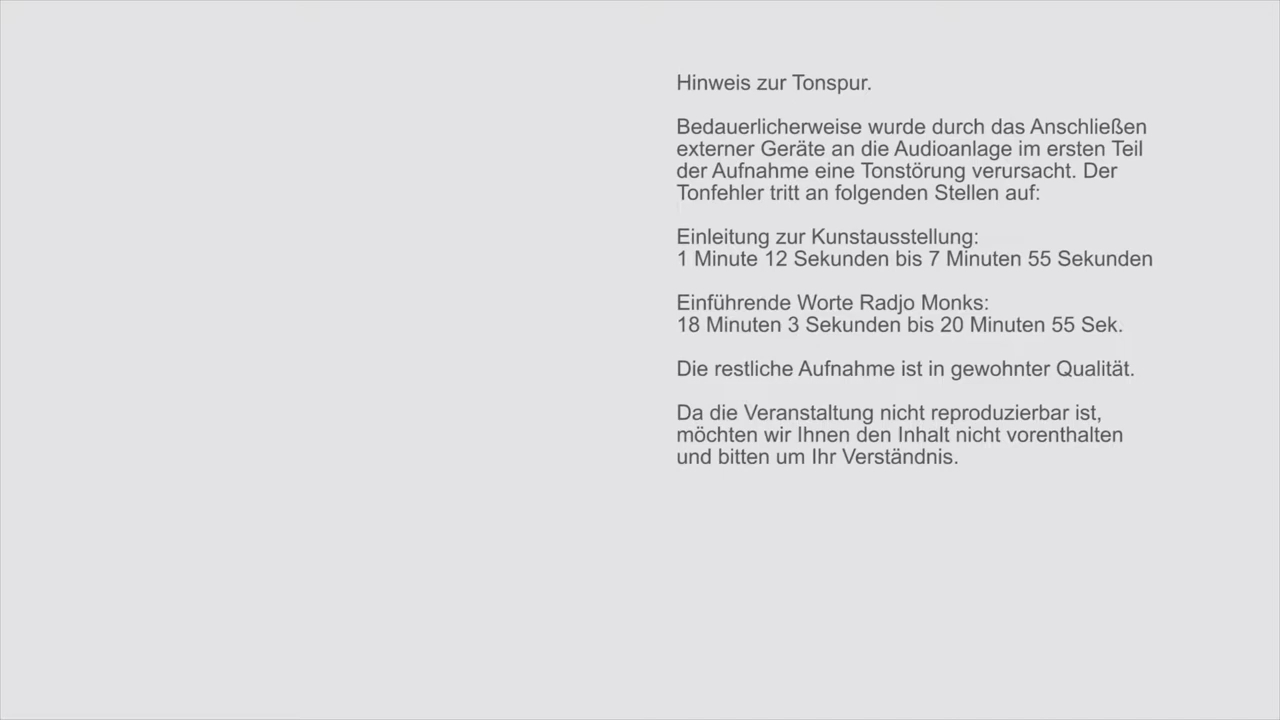 Hinweis zur Tonspur.
Bedauerlicherweise wurde durch das Anschließen
externer Geräte an die Audioanlage im ersten Teil
der Aufnahme eine Tonstörung verursacht. Der
Tonfehler tritt an folgenden Stellen auf:
Einleitung zur Kunstausstellung:
1 Minute 12 Sekunden bis 7 Minuten 55 Sekunden
Einführende Worte Radjo Monks:
18 Minuten 3 Sekunden bis 20 Minuten 55 Sek.
Die restliche Aufnahme ist in gewohnter Qualität.
Da die Veranstaltung nicht reproduzierbar ist,
möchten wir Ihnen den Inhalt nicht vorenthalten
und bitten um Ihr Verständnis.